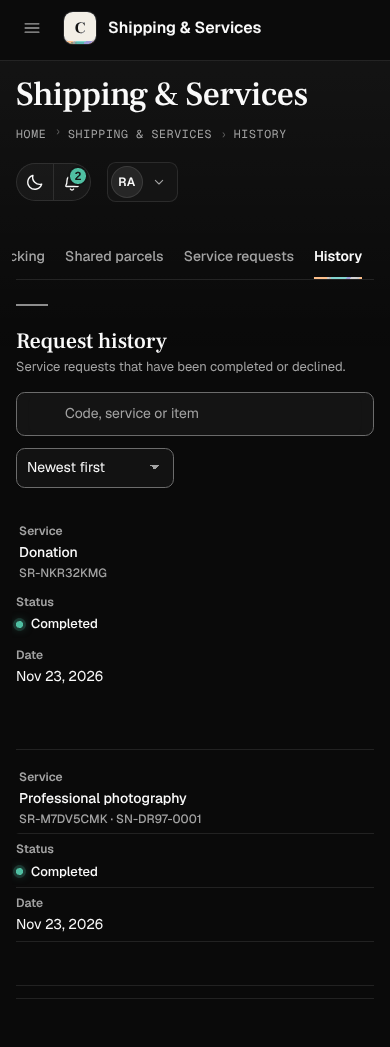 C Shipping & Services
Shipping & Services
HOME › SHIPPING & SERVICES › HISTORY
2
RA
cking Shared parcels Service requests History
Request history
Service requests that have been completed or declined.
Code, service or item
Newest first
Service
Donation
SR-NKR32KMG
Status
Completed
Date
Nov 23, 2026
Service
Professional photography
SR-M7DV5CMK · SN-DR97-0001
Status
Completed
Date
Nov 23, 2026